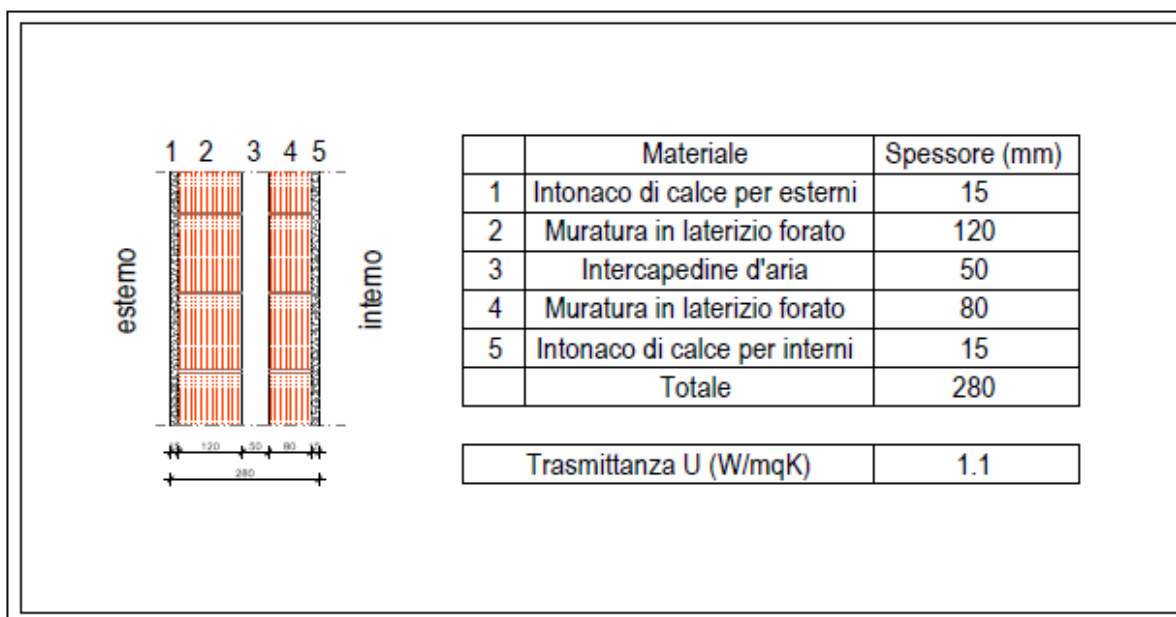 1 2 3 4 5
esterno
interno
15 120 50 80 15
280
Materiale Spessore (mm)
1 Intonaco di calce per esterni 15
2 Muratura in laterizio forato 120
3 Intercapedine d'aria 50
4 Muratura in laterizio forato 80
5 Intonaco di calce per interni 15
Totale 280
Trasmittanza U (W/mqK) 1.1